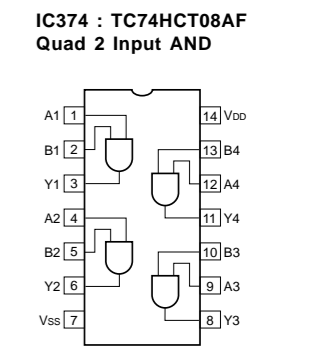 IC374 : TC74HCT08AF
Quad 2 Input AND
A1 1 14 VDD
B1 2 13 B4
Y1 3 12 A4
A2 4 11 Y4
B2 5 10 B3
Y2 6 9 A3
Vss 7 8 Y3